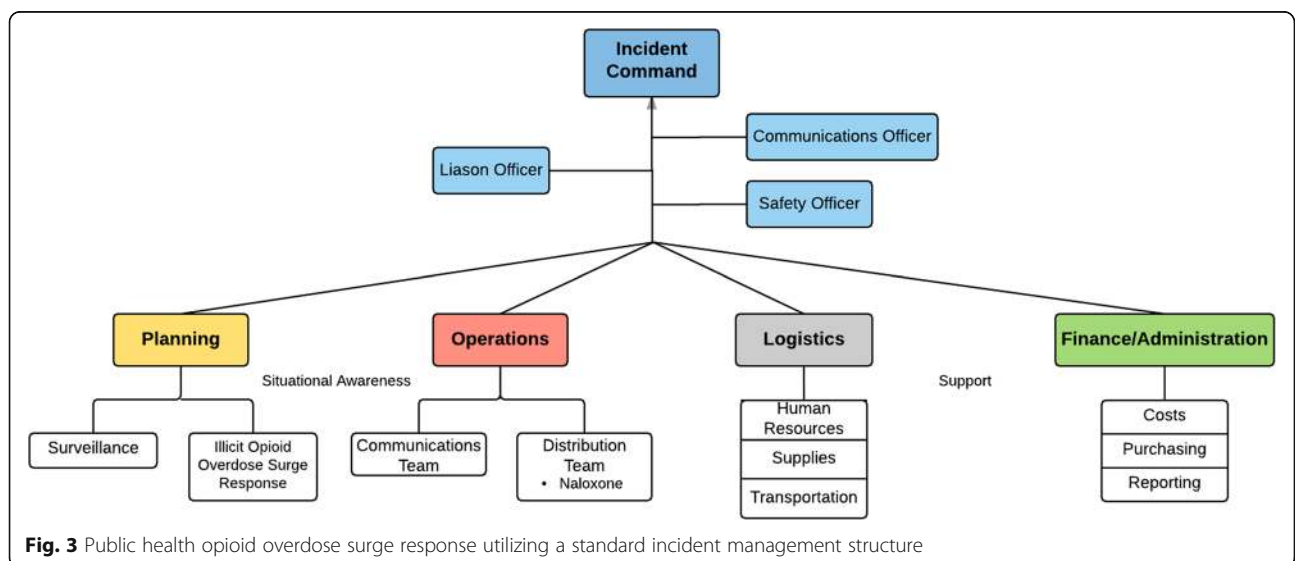 Incident
Command
Communications Officer
Liason Officer
Safety Officer
Planning
Operations
Logistics
Finance/Administration
Situational Awareness
Support
Surveillance
Illicit Opioid
Overdose Surge
Response
Communications
Team
Distribution
Team
• Naloxone
Human
Resources
Supplies
Transportation
Costs
Purchasing
Reporting
Fig. 3 Public health opioid overdose surge response utilizing a standard incident management structure